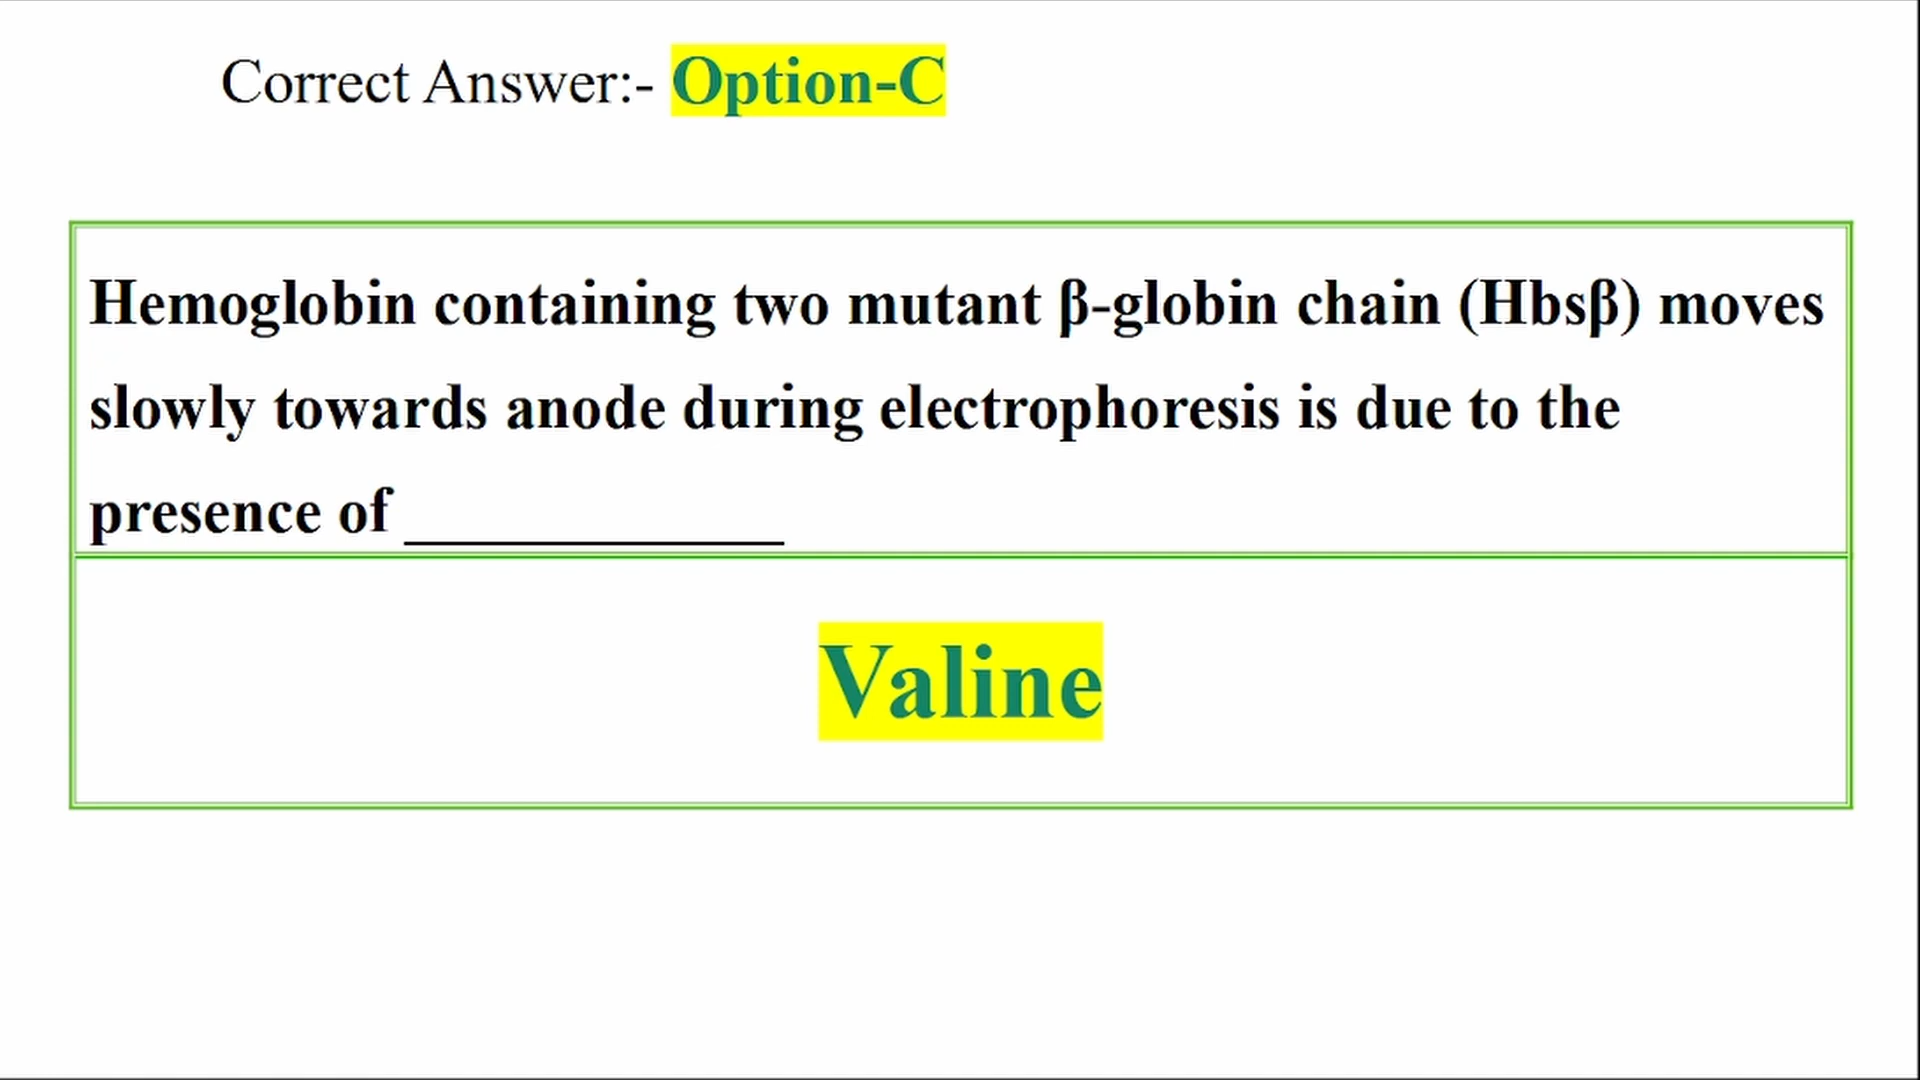 Correct Answer:- Option-C
Hemoglobin containing two mutant β-globin chain (Hbsβ) moves
slowly towards anode during electrophoresis is due to the
presence of ____________
Valine